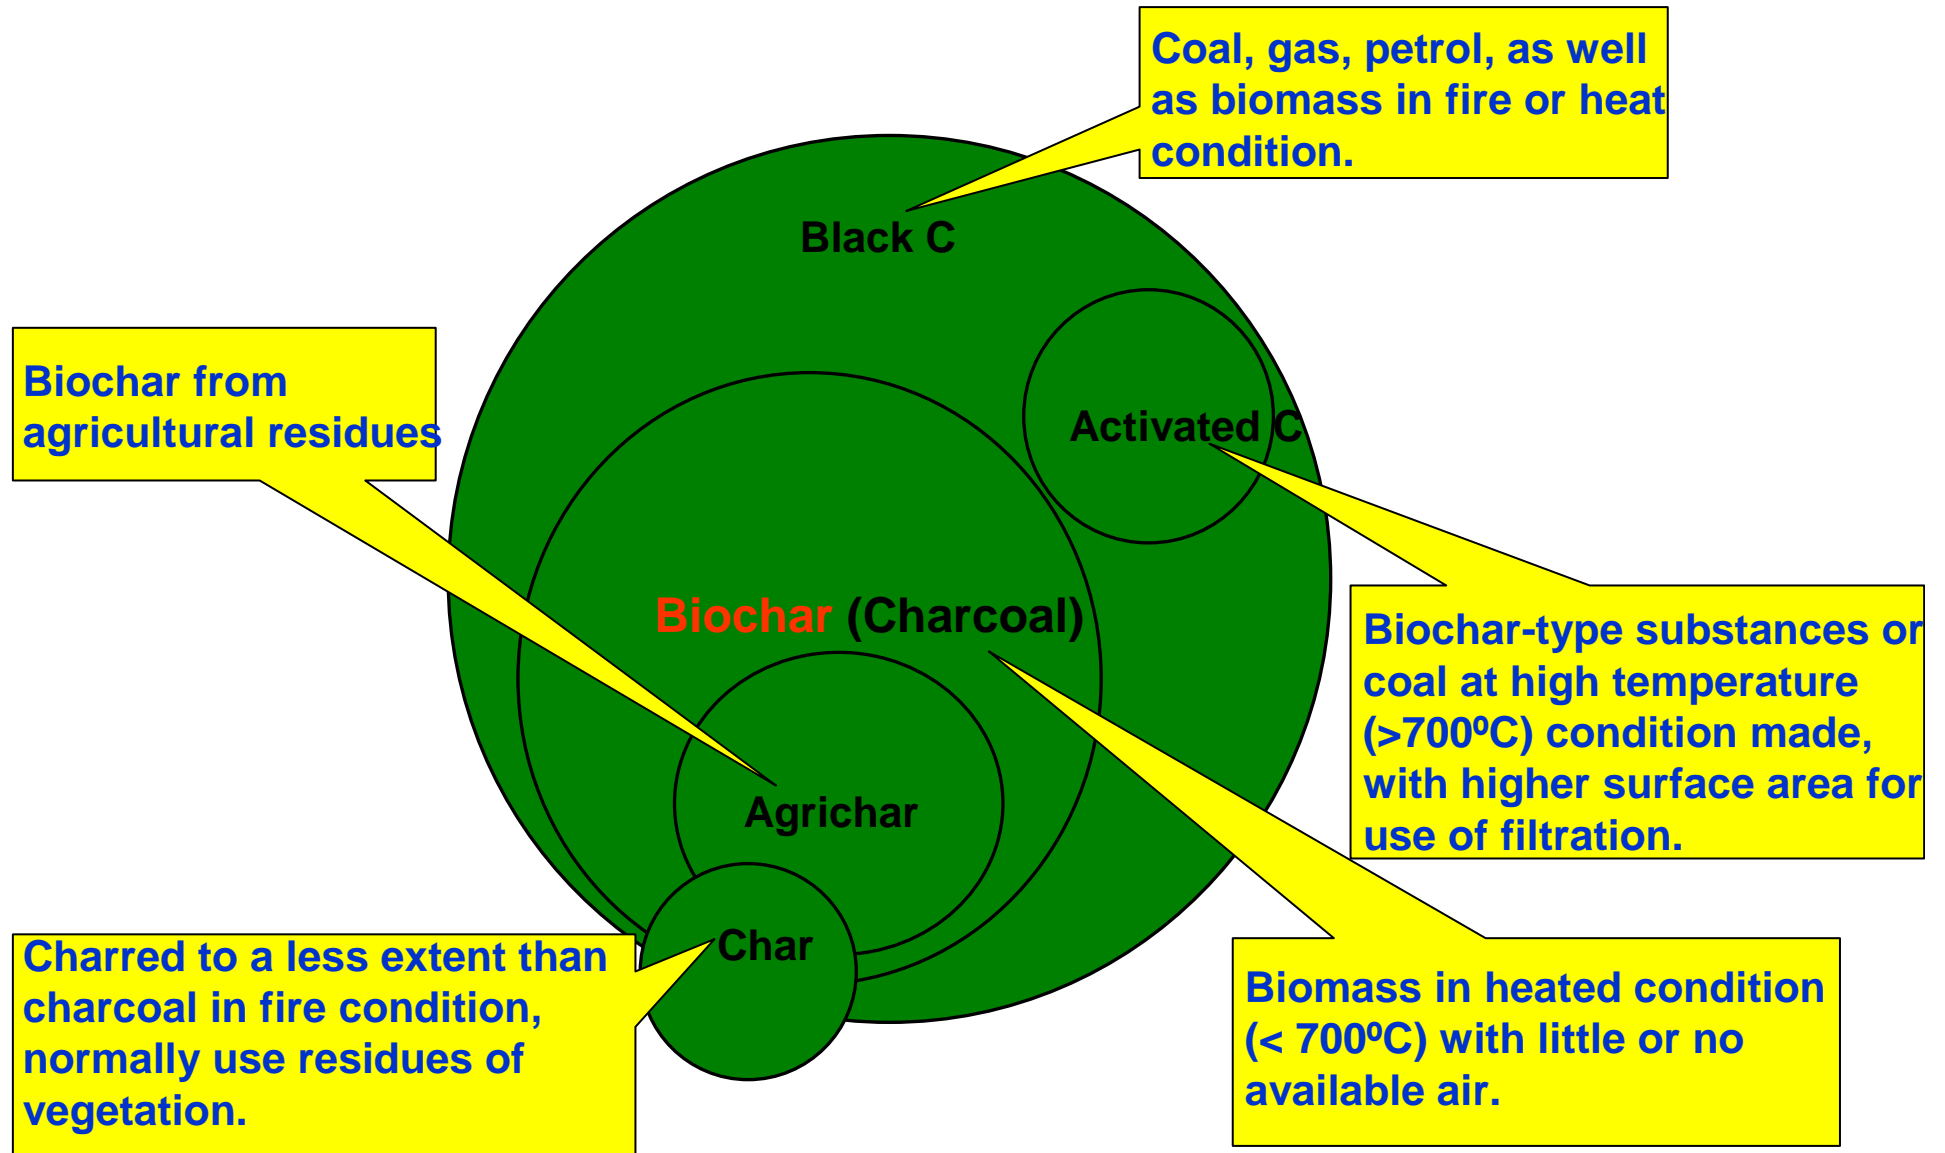 Coal, gas, petrol, as well
as biomass in fire or heat
condition.
Black C
Biochar from
agricultural residues
Activated C
Biochar (Charcoal)
Biochar-type substances or
coal at high temperature
(>700⁰C) condition made,
with higher surface area for
use of filtration.
Agrichar
Char
Charred to a less extent than
charcoal in fire condition,
normally use residues of
vegetation.
Biomass in heated condition
(< 700⁰C) with little or no
available air.